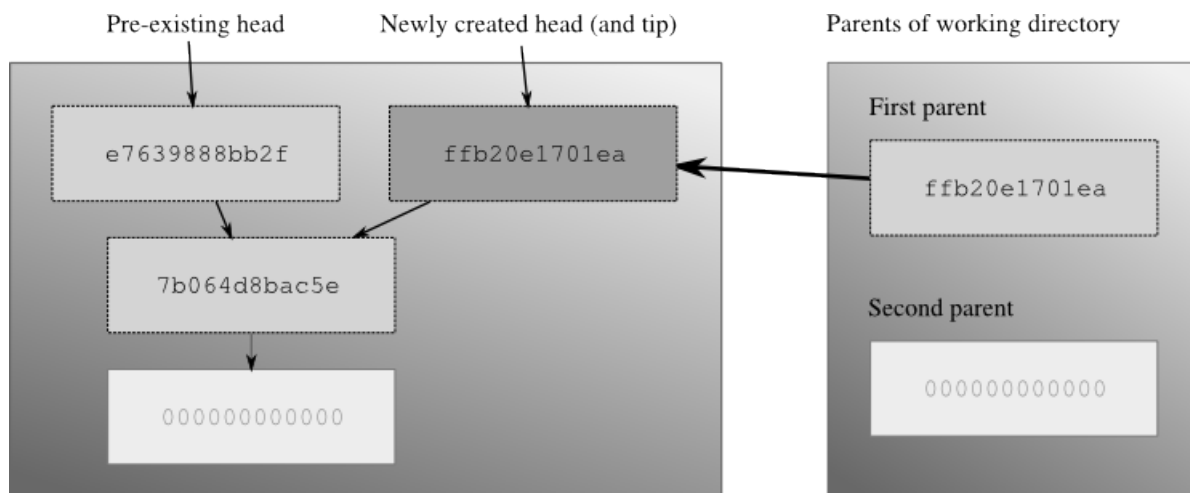 Pre-existing head
Newly created head (and tip)
Parents of working directory
First parent
e7639888bb2f
ffb20e1701ea
ffb20e1701ea
7b064d8bac5e
Second parent
000000000000
000000000000